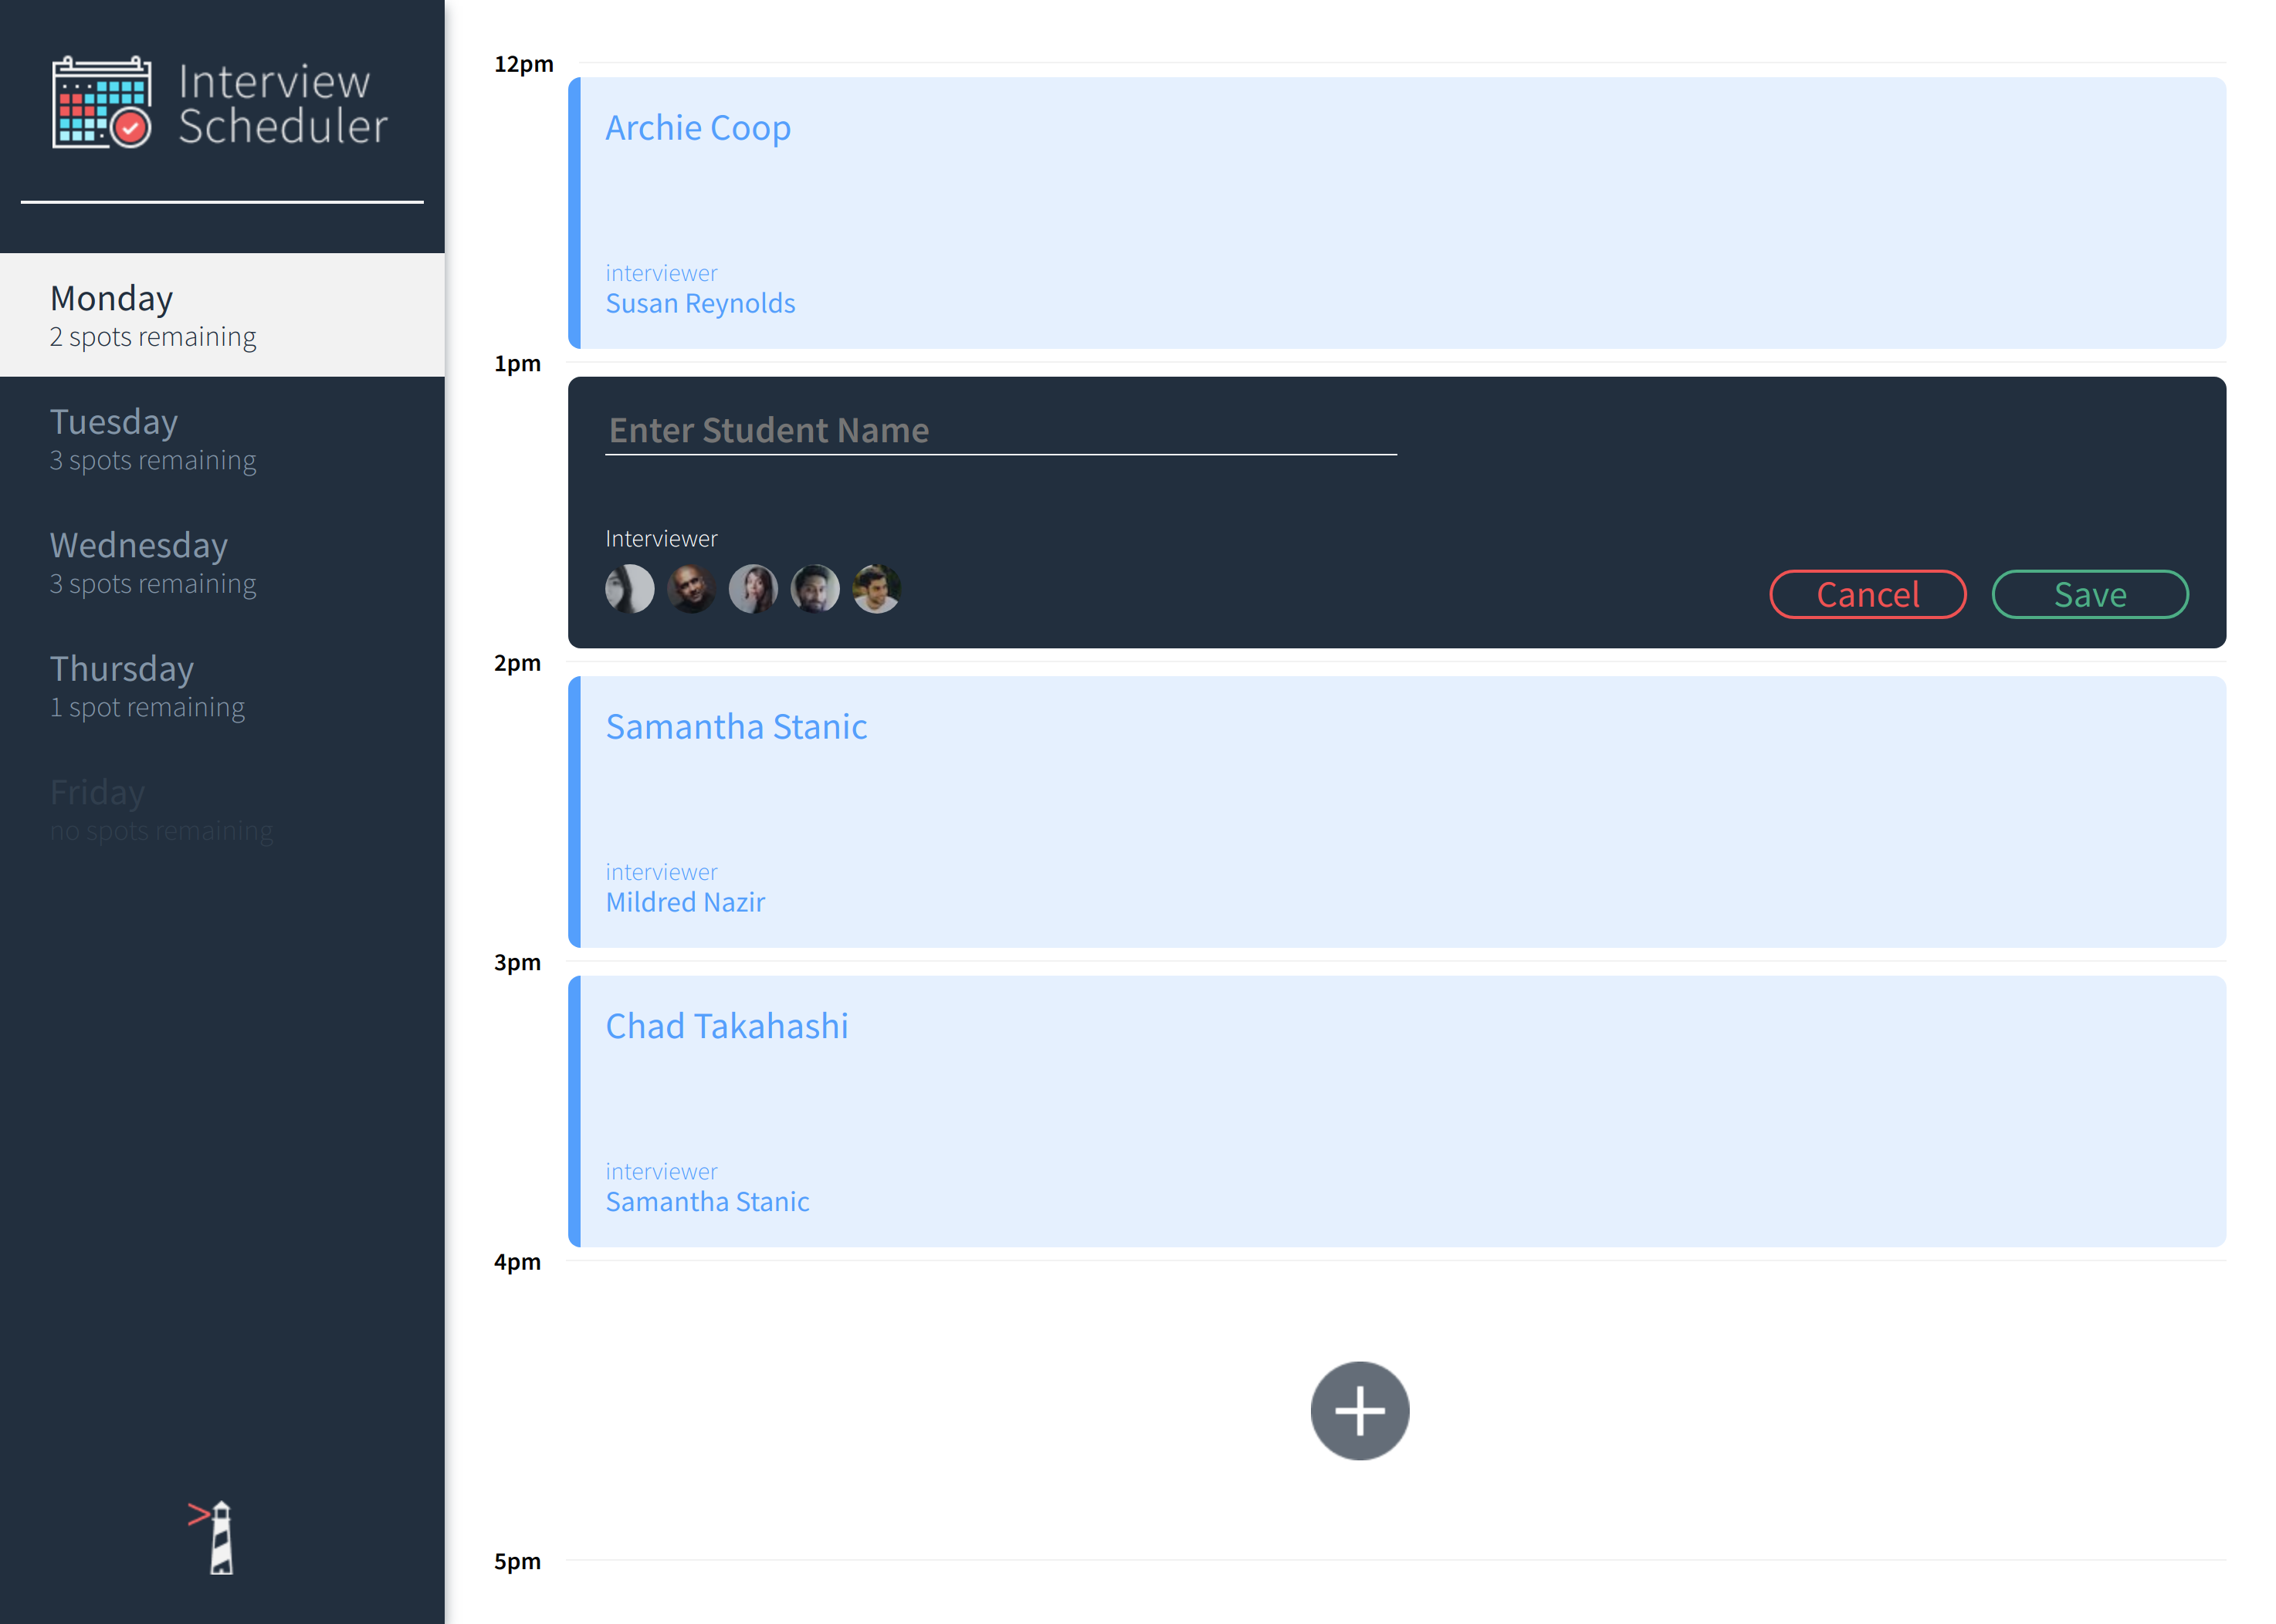 Interview
Scheduler
Monday
2 spots remaining
Tuesday
3 spots remaining
Wednesday
3 spots remaining
Thursday
1 spot remaining
Friday
no spots remaining
12pm
Archie Coop
interviewer
Susan Reynolds
1pm
Enter Student Name
Interviewer
Cancel
Save
2pm
Samantha Stanic
interviewer
Mildred Nazir
3pm
Chad Takahashi
interviewer
Samantha Stanic
4pm
5pm